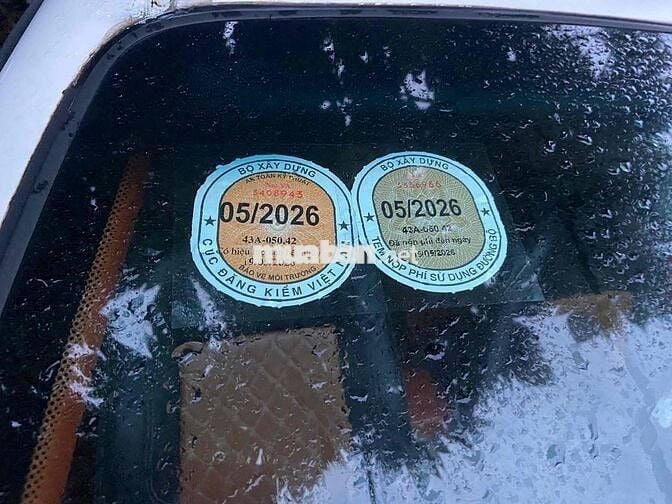 BỘ XÂY DỰNG
AN TOÀN KỸ THUẬT
5408943
05/2026
43A-050.42
BẢO VỆ MÔI TRƯỜNG
CỤC ĐĂNG KIỂM VIỆT
BỘ XÂY DỰNG
05/2026
43A-050.42
Đã nộp phí đến ngày
/05/2026
TEM NỘP PHÍ SỬ DỤNG ĐƯỜNG BỘ
muaban.net